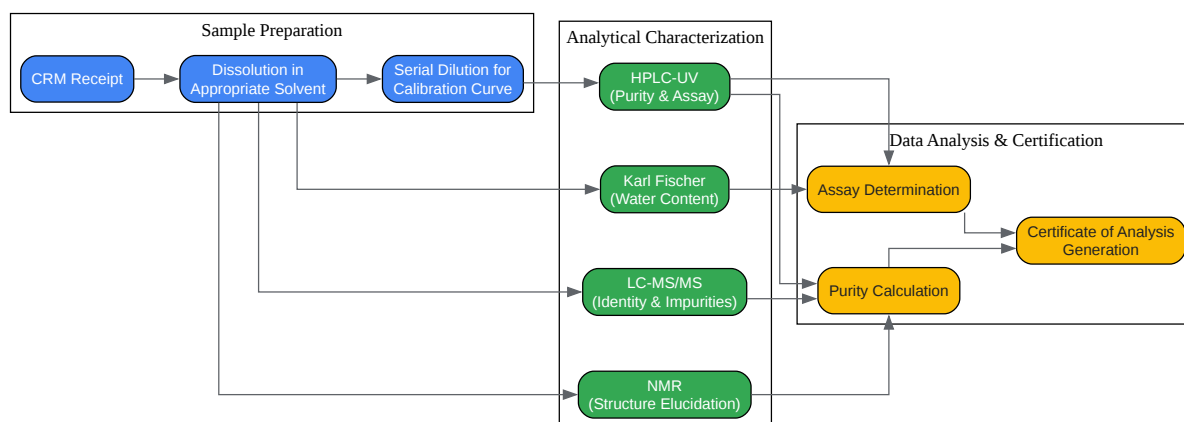 Sample Preparation
CRM Receipt
Dissolution in
Appropriate Solvent
Serial Dilution for
Calibration Curve
Analytical Characterization
HPLC-UV
(Purity & Assay)
Karl Fischer
(Water Content)
LC-MS/MS
(Identity & Impurities)
NMR
(Structure Elucidation)
Data Analysis & Certification
Assay Determination
Purity Calculation
Certificate of Analysis
Generation